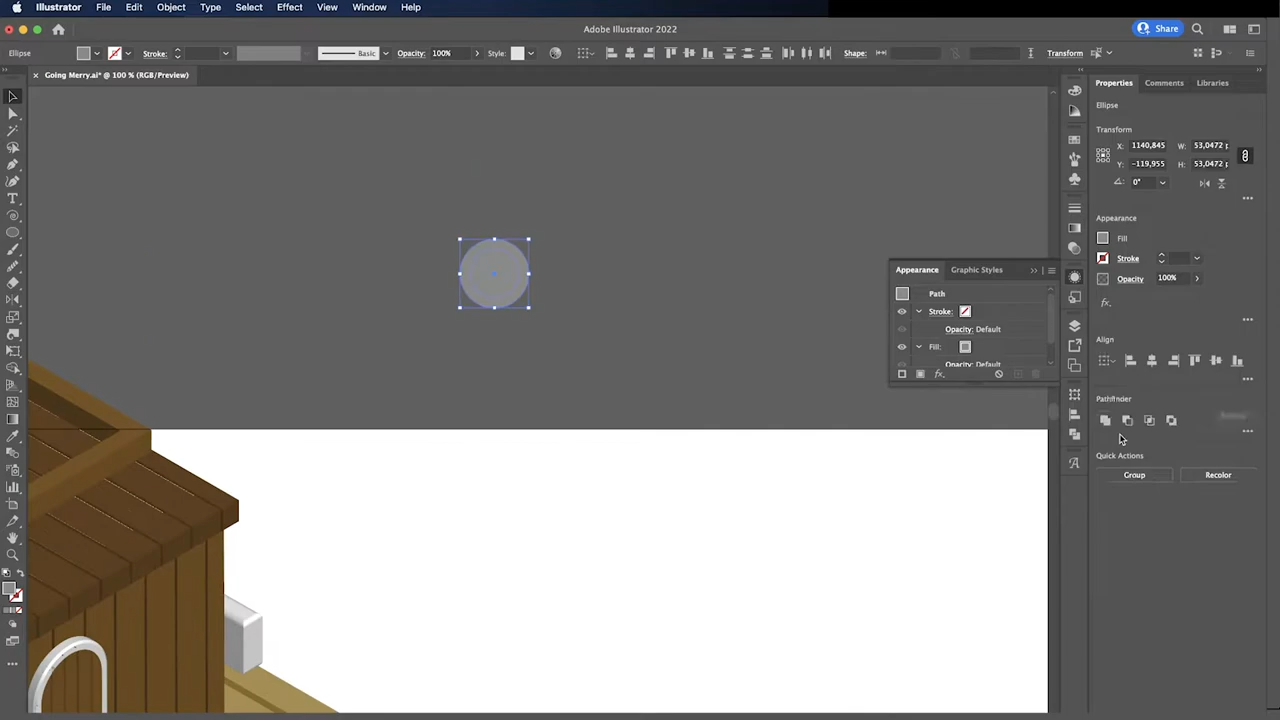 Illustrator File Edit Object Type Select Effect View Window Help
Adobe Illustrator 2022
Share
Ellipse Stroke: Basic Opacity: 100% Style: Shape: Transform
Going Merry.ai* @ 100 % (RGB/Preview)
Properties Comments Libraries
Ellipse
Transform
X: 1140,845 W: 53,0472 p
Y: -119,955 H: 53,0472 p
0°
Appearance
Fill
Stroke
Opacity 100%
fx.
Appearance Graphic Styles
Path
Stroke:
Opacity: Default
Fill:
Opacity: Default
fx.
Align
Pathfinder
Quick Actions
Group Recolor